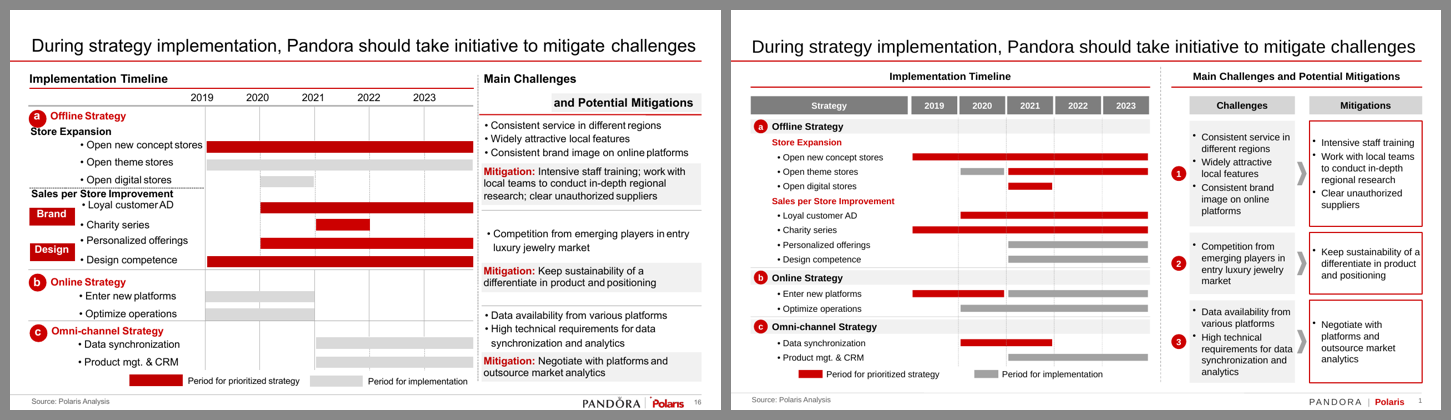 During strategy implementation, Pandora should take initiative to mitigate challenges
Implementation Timeline
2019 2020 2021 2022 2023
a Offline Strategy
Store Expansion
• Open new concept stores
• Open theme stores
• Open digital stores
Sales per Store Improvement
• Loyal customer AD
Brand
• Charity series
• Personalized offerings
Design
• Design competence
b Online Strategy
• Enter new platforms
• Optimize operations
c Omni-channel Strategy
• Data synchronization
• Product mgt. & CRM
Period for prioritized strategy Period for implementation
Main Challenges
and Potential Mitigations
• Consistent service in different regions
• Widely attractive local features
• Consistent brand image on online platforms
Mitigation: Intensive staff training; work with
local teams to conduct in-depth regional
research; clear unauthorized suppliers
• Competition from emerging players in entry
luxury jewelry market
Mitigation: Keep sustainability of a
differentiate in product and positioning
• Data availability from various platforms
• High technical requirements for data
synchronization and analytics
Mitigation: Negotiate with platforms and
outsource market analytics
Source: Polaris Analysis
PANDORA | Polaris 16
During strategy implementation, Pandora should take initiative to mitigate challenges
Implementation Timeline
Strategy 2019 2020 2021 2022 2023
a Offline Strategy
Store Expansion
• Open new concept stores
• Open theme stores
• Open digital stores
Sales per Store Improvement
• Loyal customer AD
• Charity series
• Personalized offerings
• Design competence
b Online Strategy
• Enter new platforms
• Optimize operations
c Omni-channel Strategy
• Data synchronization
• Product mgt. & CRM
Period for prioritized strategy Period for implementation
Main Challenges and Potential Mitigations
Challenges Mitigations
1
• Consistent service in
different regions
• Widely attractive
local features
• Consistent brand
image on online
platforms
• Intensive staff training
• Work with local teams
to conduct in-depth
regional research
• Clear unauthorized
suppliers
2
• Competition from
emerging players in
entry luxury jewelry
market
• Keep sustainability of a
differentiate in product
and positioning
3
• Data availability from
various platforms
• High technical
requirements for data
synchronization and
analytics
• Negotiate with
platforms and
outsource market
analytics
Source: Polaris Analysis
PANDORA | Polaris 1